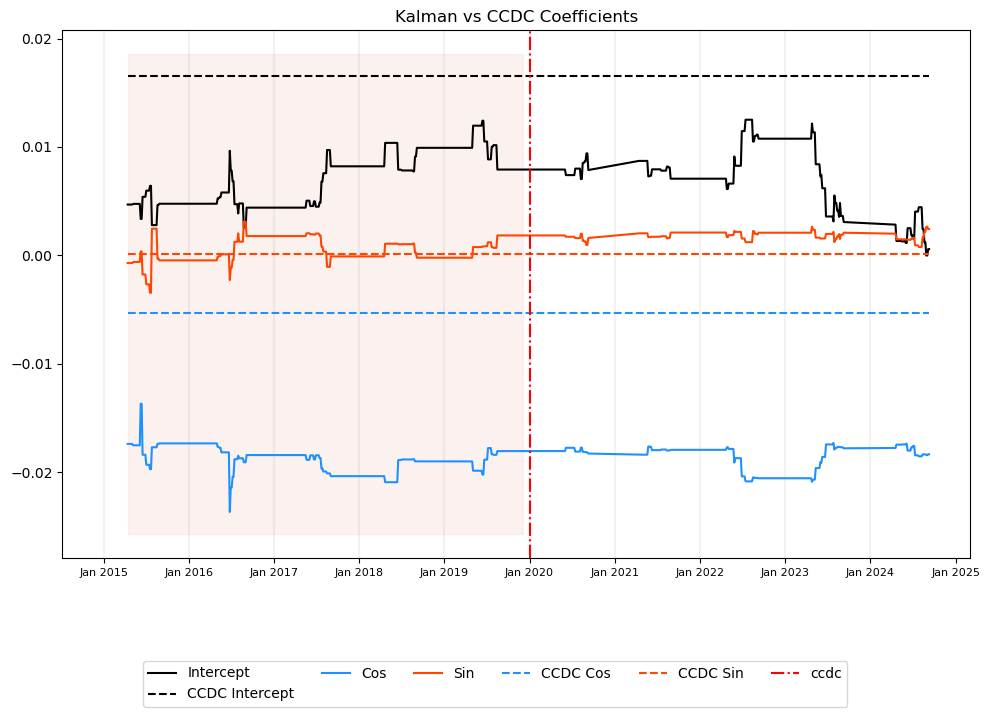 Kalman vs CCDC Coefficients
0.02
0.01
0.00
−0.01
−0.02
Jan 2015 Jan 2016 Jan 2017 Jan 2018 Jan 2019 Jan 2020 Jan 2021 Jan 2022 Jan 2023 Jan 2024 Jan 2025
Intercept Cos Sin CCDC Cos CCDC Sin ccdc
CCDC Intercept